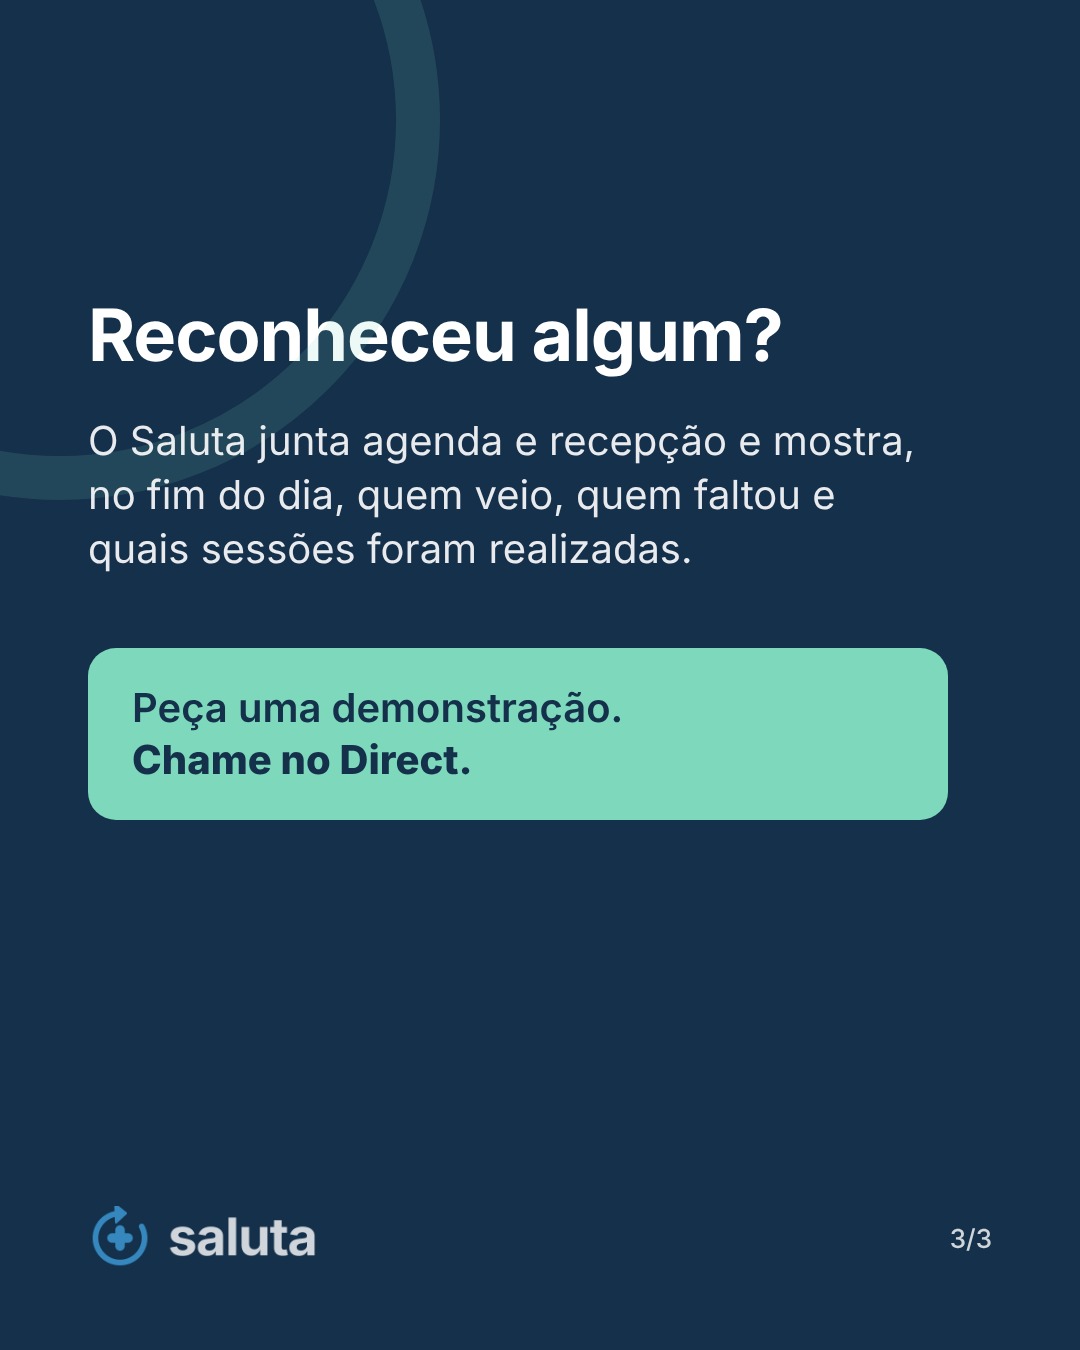 Reconheceu algum?
O Saluta junta agenda e recepção e mostra,
no fim do dia, quem veio, quem faltou e
quais sessões foram realizadas.
Peça uma demonstração.
Chame no Direct.
saluta
3/3